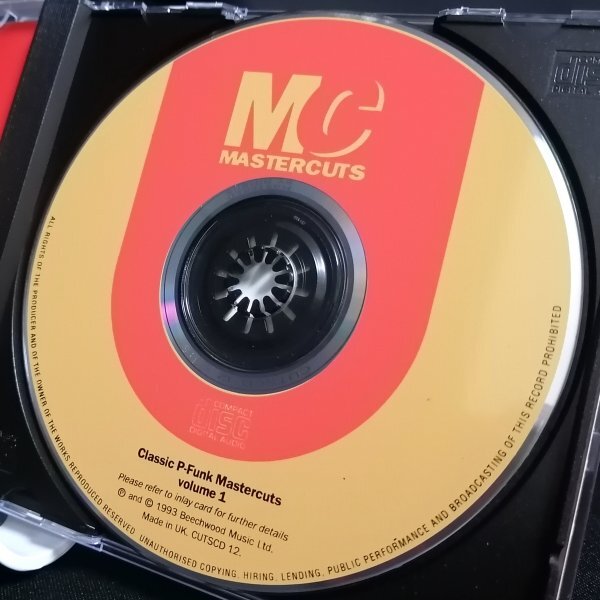 MC
MASTERCUTS
COMPACT
disc
DIGITAL AUDIO
Classic P-Funk Mastercuts
volume 1
Please refer to inlay card for further details
℗ and © 1993 Beechwood Music Ltd.
Made in UK. CUTSCD 12.
ALL RIGHTS OF THE PRODUCER AND OF THE OWNER OF THE WORKS REPRODUCED RESERVED. UNAUTHORISED COPYING, HIRING, LENDING, PUBLIC PERFORMANCE AND BROADCASTING OF THIS RECORD PROHIBITED
COMPACT
disc